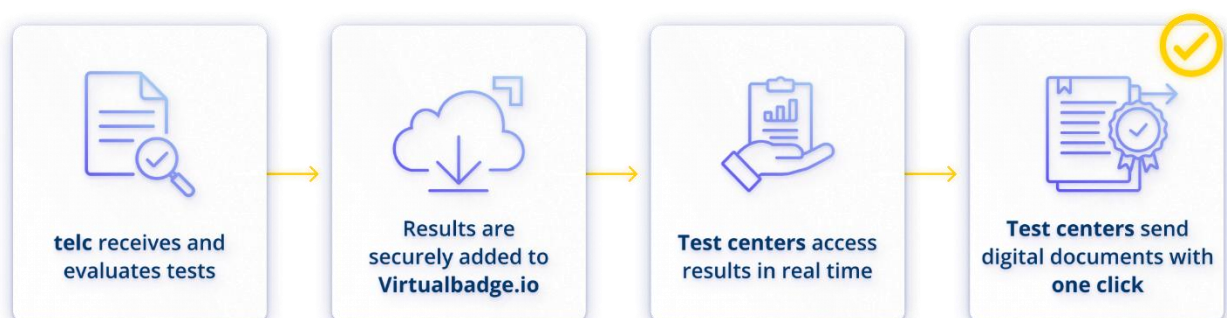 telc receives and
evaluates tests
Results are
securely added to
Virtualbadge.io
Test centers access
results in real time
Test centers send
digital documents with
one click